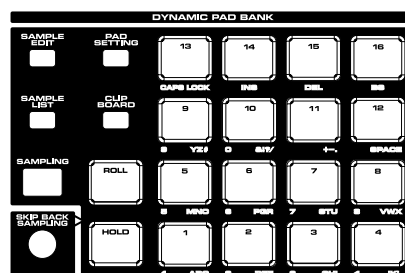 DYNAMIC PAD BANK
SAMPLE EDIT
PAD SETTING
13 14 15 16
CAPS LOCK INS DEL BS
SAMPLE LIST
CLIP BOARD
9 10 11 12
YZ# &!?/ SPACE
SAMPLING
ROLL
5 6 7 8
MNO PQR 7 STU VWX
SKIP BACK SAMPLING
HOLD
1 2 3 4